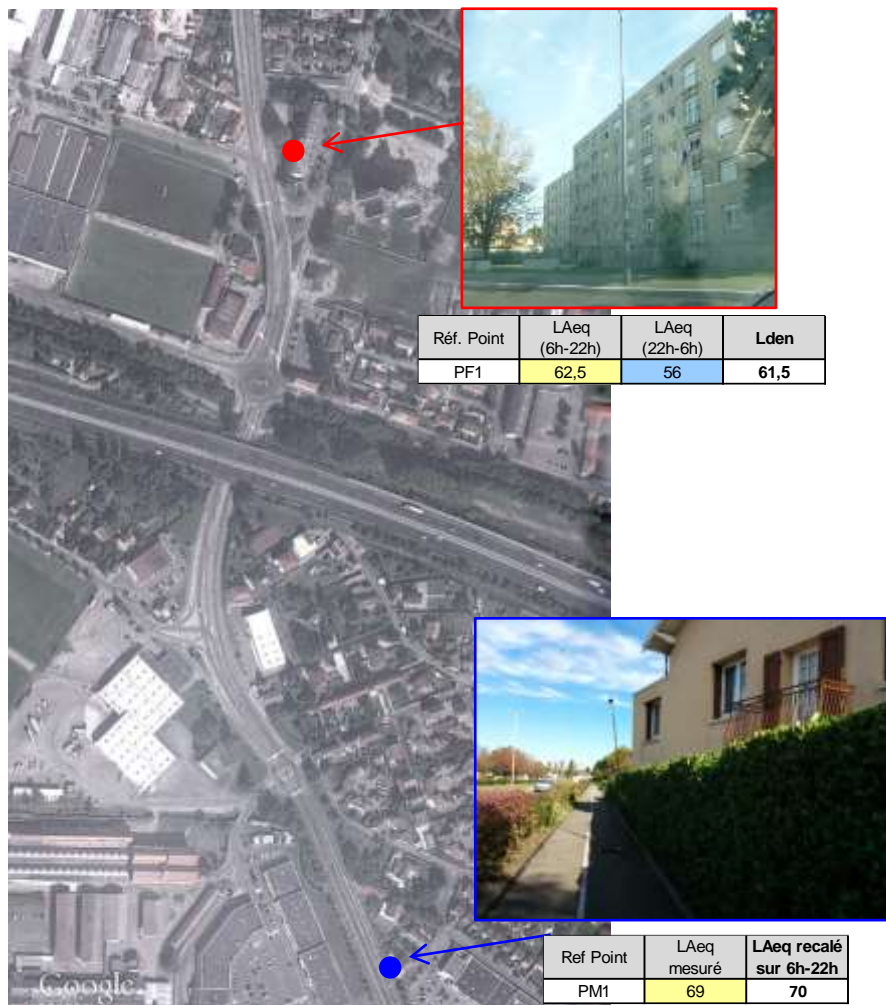 Réf. Point LAeq (6h-22h) LAeq (22h-6h) Lden
PF1 62,5 56 61,5
Ref Point LAeq mesuré LAeq recalé sur 6h-22h
PM1 69 70
Google